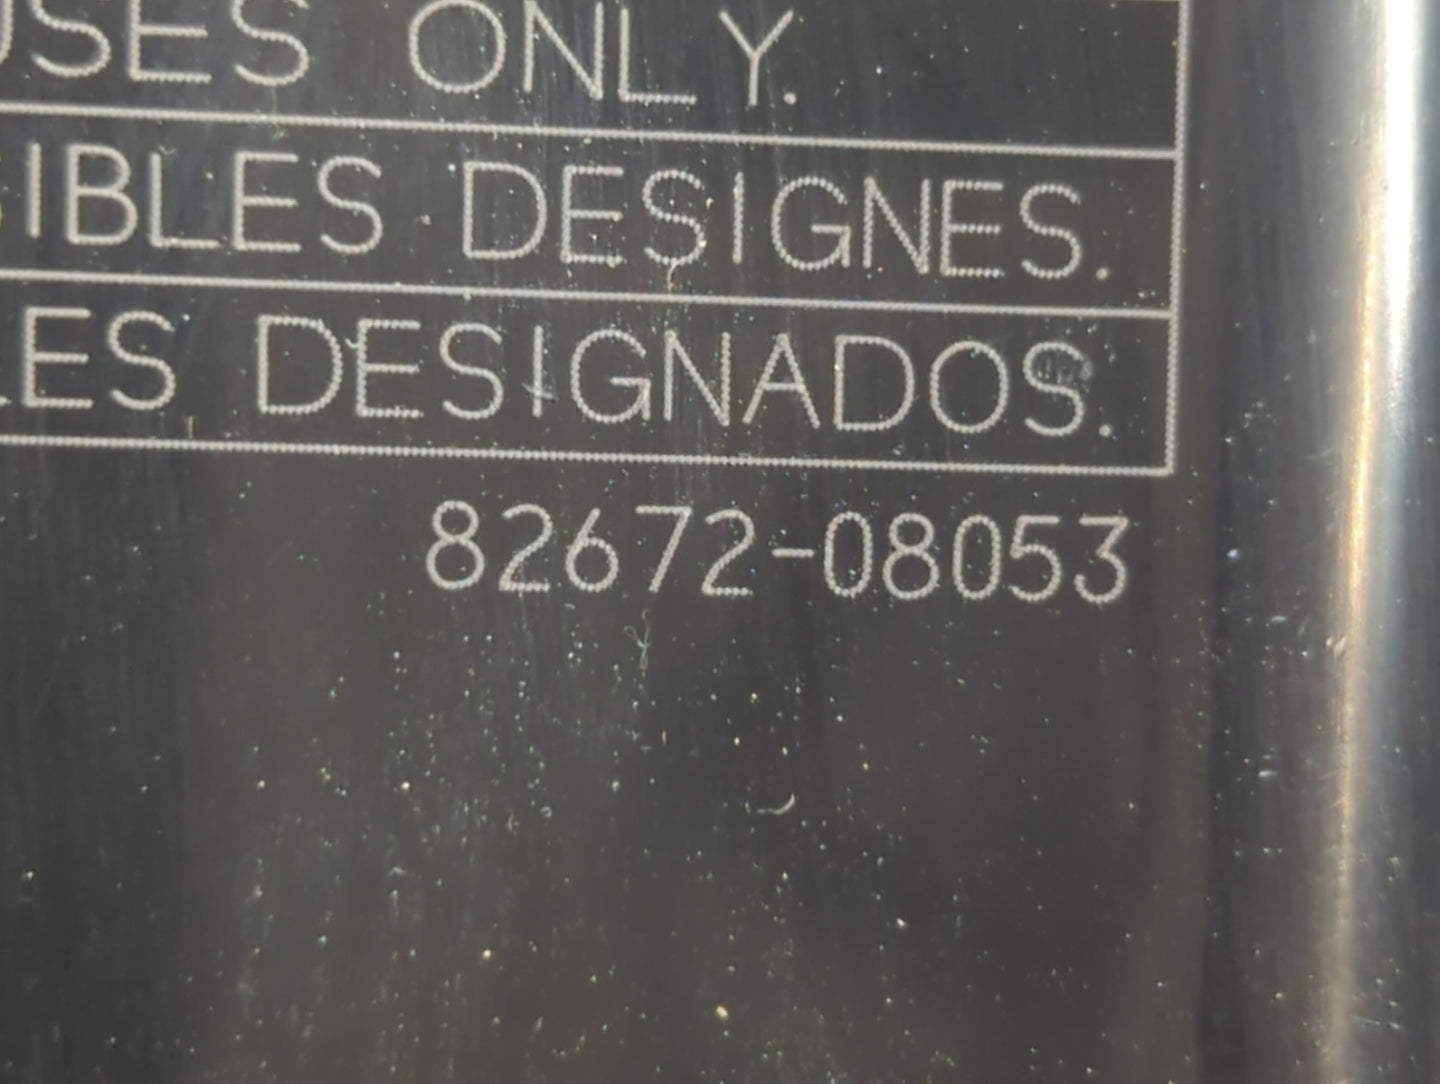 USES ONLY.
IBLES DESIGNES.
LES DESIGNADOS.
82672-08053